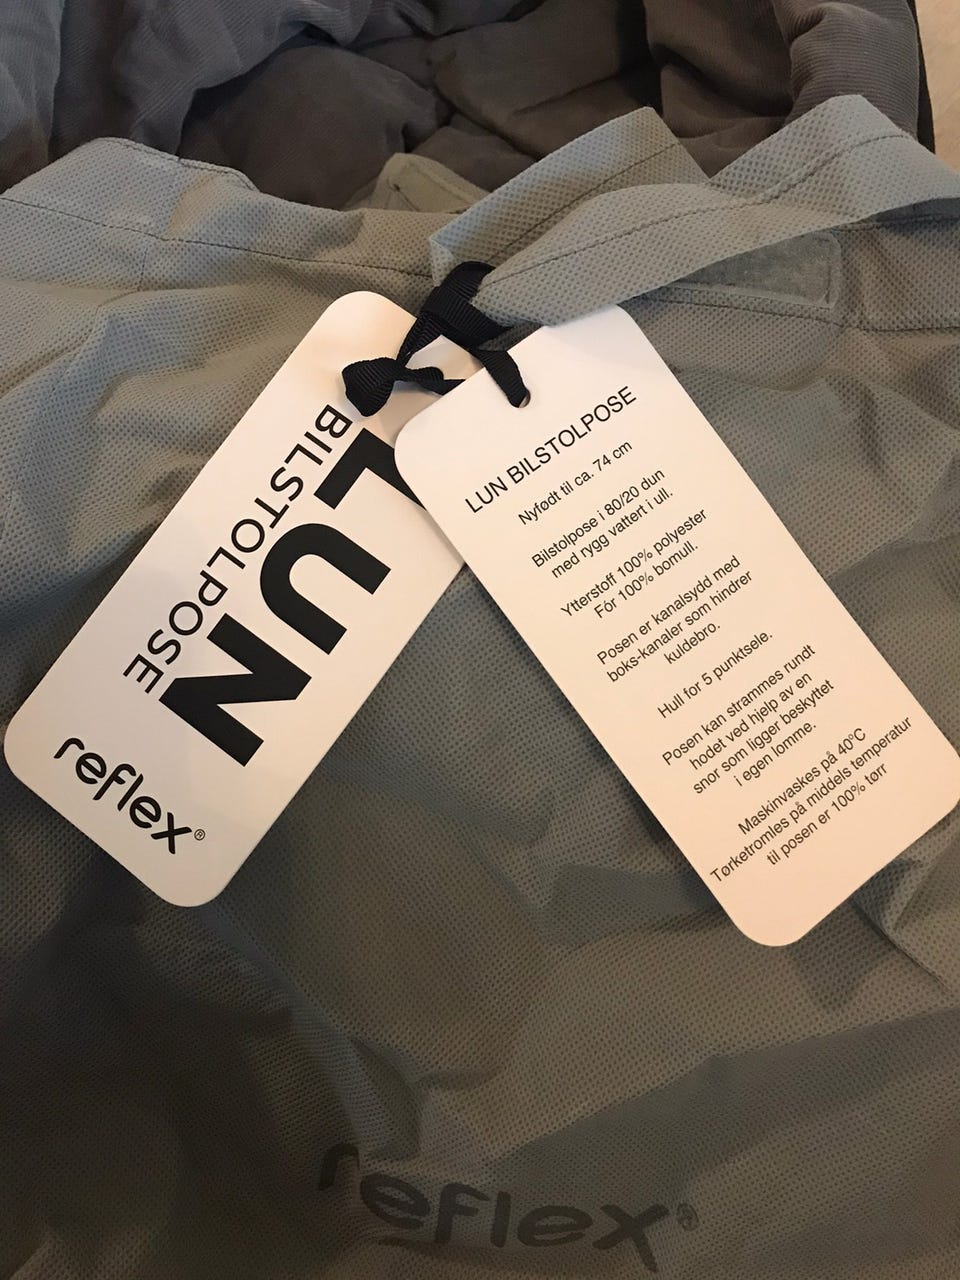 LUN
BILSTOLPOSE
reflex®
LUN BILSTOLPOSE
Nyfødt til ca. 74 cm
Bilstolpose i 80/20 dun
med rygg vattert i ull.
Ytterstoff 100% polyester
Fôr 100% bomull.
Posen er kanalsydd med
boks-kanaler som hindrer
kuldebro.
Hull for 5 punktsele.
Posen kan strammes rundt
hodet ved hjelp av en
snor som ligger beskyttet
i egen lomme.
Maskinvaskes på 40°C
Tørketromles på middels temperatur
til posen er 100% tørr
reflex®